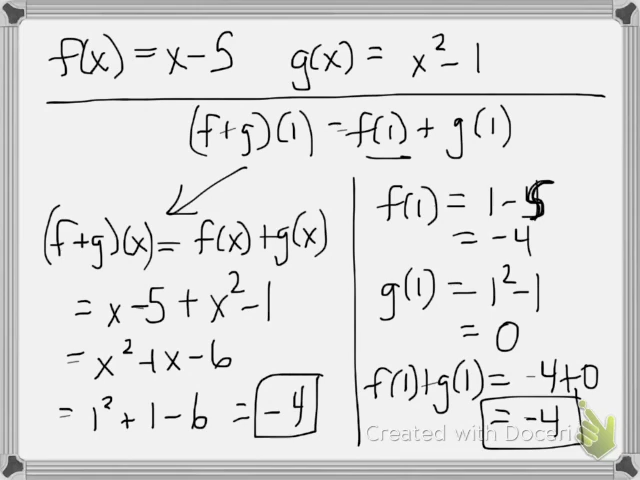 f(x) = x - 5   g(x) = x² - 1
(f+g)(1) = f(1) + g(1)
(f+g)(x) = f(x) + g(x)
= x - 5 + x² - 1
= x² + x - 6
= 1² + 1 - 6 = -4
f(1) = 1 - 5
= -4
g(1) = 1² - 1
= 0
f(1) + g(1) = -4 + 0
= -4
Created with Doceri